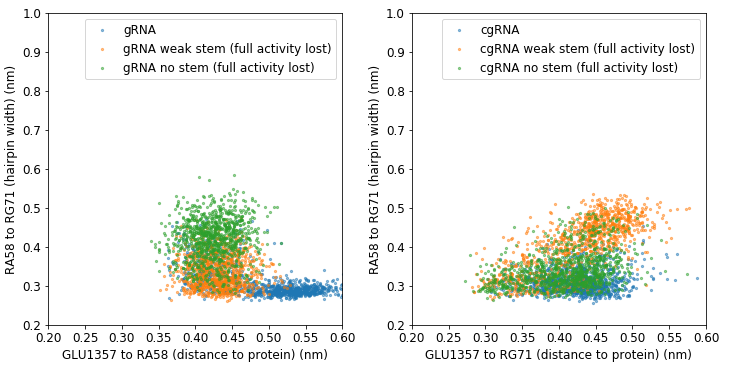 1.0
0.9
0.8
0.7
0.6
0.5
0.4
0.3
0.2
RA58 to RG71 (hairpin width) (nm)
gRNA
gRNA weak stem (full activity lost)
gRNA no stem (full activity lost)
0.20 0.25 0.30 0.35 0.40 0.45 0.50 0.55 0.60
GLU1357 to RA58 (distance to protein) (nm)
1.0
0.9
0.8
0.7
0.6
0.5
0.4
0.3
0.2
RA58 to RG71 (hairpin width) (nm)
cgRNA
cgRNA weak stem (full activity lost)
cgRNA no stem (full activity lost)
0.20 0.25 0.30 0.35 0.40 0.45 0.50 0.55 0.60
GLU1357 to RG71 (distance to protein) (nm)